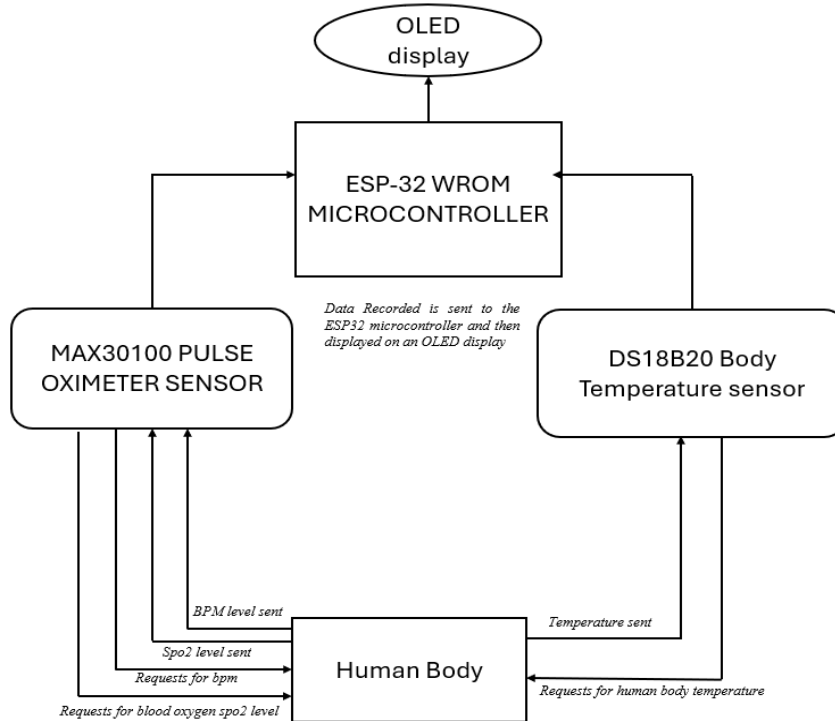 OLED
display
ESP-32 WROM
MICROCONTROLLER
Data Recorded is sent to the
ESP32 microcontroller and then
displayed on an OLED display
MAX30100 PULSE
OXIMETER SENSOR
DS18B20 Body
Temperature sensor
BPM level sent
Spo2 level sent
Requests for bpm
Requests for blood oxygen spo2 level
Human Body
Temperature sent
Requests for human body temperature